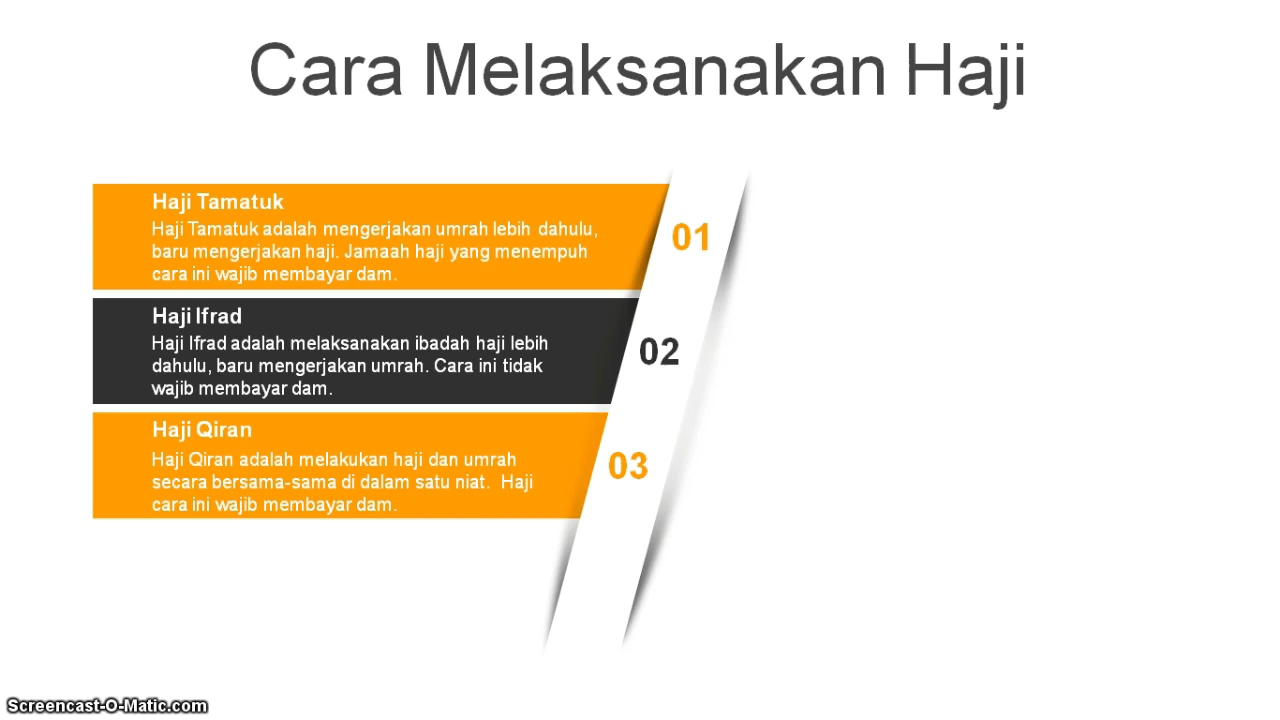 Cara Melaksanakan Haji
Haji Tamatuk
Haji Tamatuk adalah mengerjakan umrah lebih dahulu,
baru mengerjakan haji. Jamaah haji yang menempuh
cara ini wajib membayar dam.
01
Haji Ifrad
Haji Ifrad adalah melaksanakan ibadah haji lebih
dahulu, baru mengerjakan umrah. Cara ini tidak
wajib membayar dam.
02
Haji Qiran
Haji Qiran adalah melakukan haji dan umrah
secara bersama-sama di dalam satu niat. Haji
cara ini wajib membayar dam.
03
Screencast-O-Matic.com